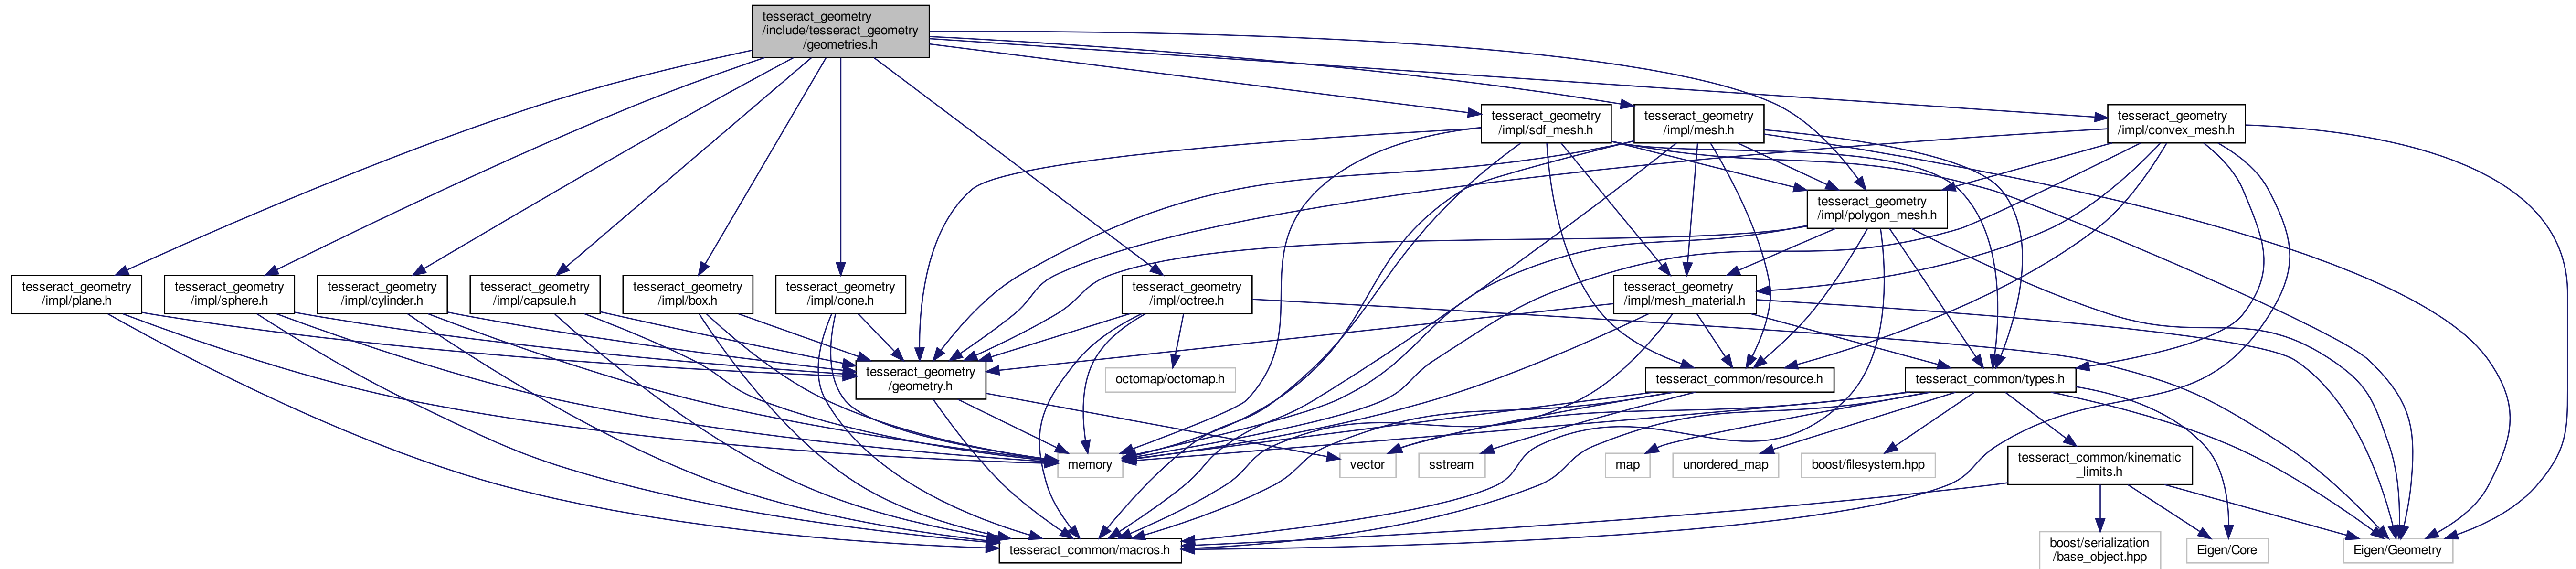 tesseract_geometry
/include/tesseract_geometry
/geometries.h
tesseract_geometry
/impl/sdf_mesh.h
tesseract_geometry
/impl/mesh.h
tesseract_geometry
/impl/convex_mesh.h
tesseract_geometry
/impl/polygon_mesh.h
tesseract_geometry
/impl/plane.h
tesseract_geometry
/impl/sphere.h
tesseract_geometry
/impl/cylinder.h
tesseract_geometry
/impl/capsule.h
tesseract_geometry
/impl/box.h
tesseract_geometry
/impl/cone.h
tesseract_geometry
/impl/octree.h
tesseract_geometry
/impl/mesh_material.h
tesseract_geometry
/geometry.h
octomap/octomap.h
tesseract_common/resource.h
tesseract_common/types.h
memory
vector
sstream
map
unordered_map
boost/filesystem.hpp
tesseract_common/kinematic
_limits.h
tesseract_common/macros.h
boost/serialization
/base_object.hpp
Eigen/Core
Eigen/Geometry